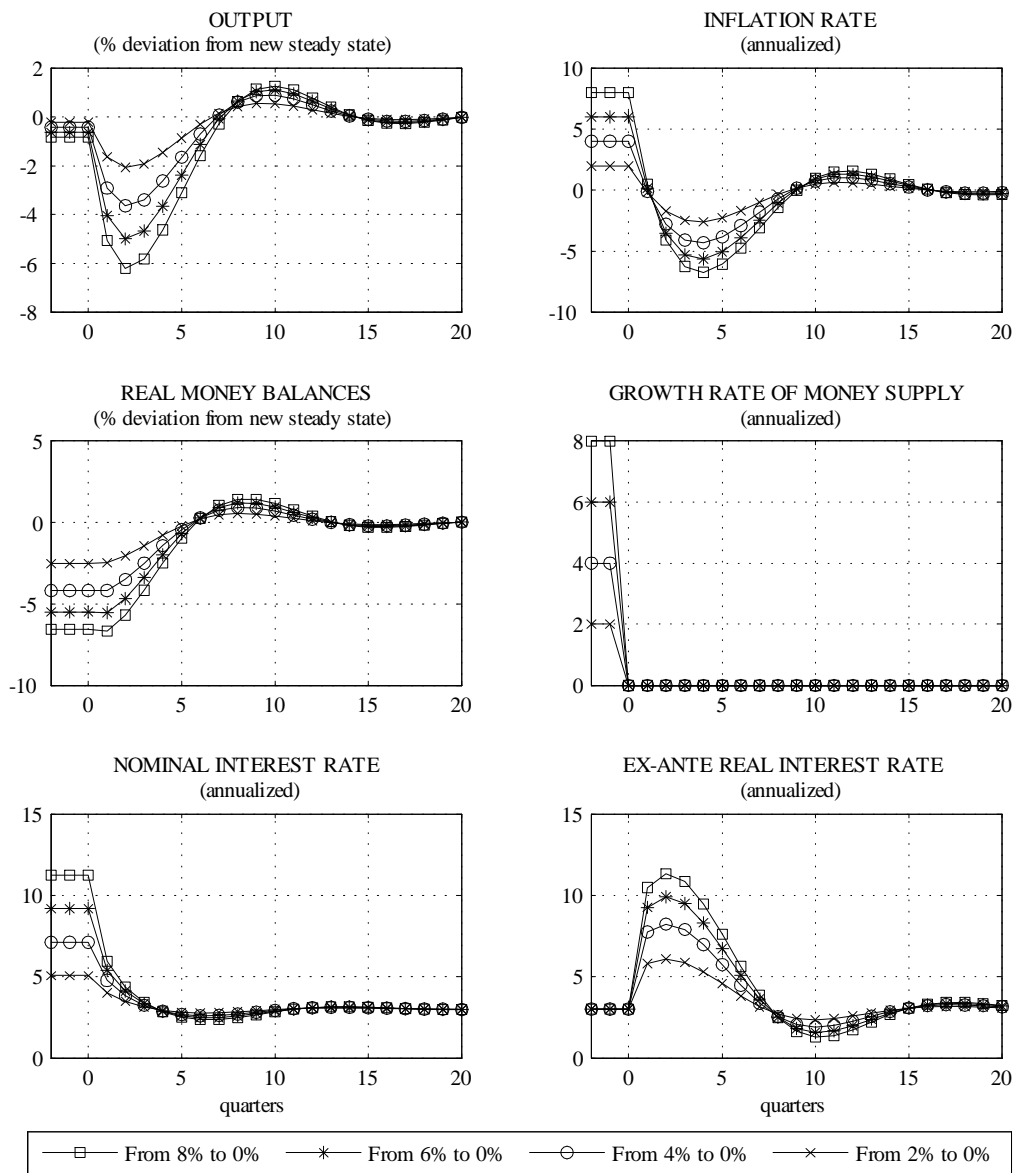 OUTPUT
(% deviation from new steady state)
2
0
-2
-4
-6
-8
0 5 10 15 20
INFLATION RATE
(annualized)
10
5
0
-5
-10
0 5 10 15 20
REAL MONEY BALANCES
(% deviation from new steady state)
5
0
-5
-10
0 5 10 15 20
GROWTH RATE OF MONEY SUPPLY
(annualized)
8
6
4
2
0
0 5 10 15 20
NOMINAL INTEREST RATE
(annualized)
15
10
5
0
0 5 10 15 20
quarters
EX-ANTE REAL INTEREST RATE
(annualized)
15
10
5
0
0 5 10 15 20
quarters
From 8% to 0% From 6% to 0% From 4% to 0% From 2% to 0%